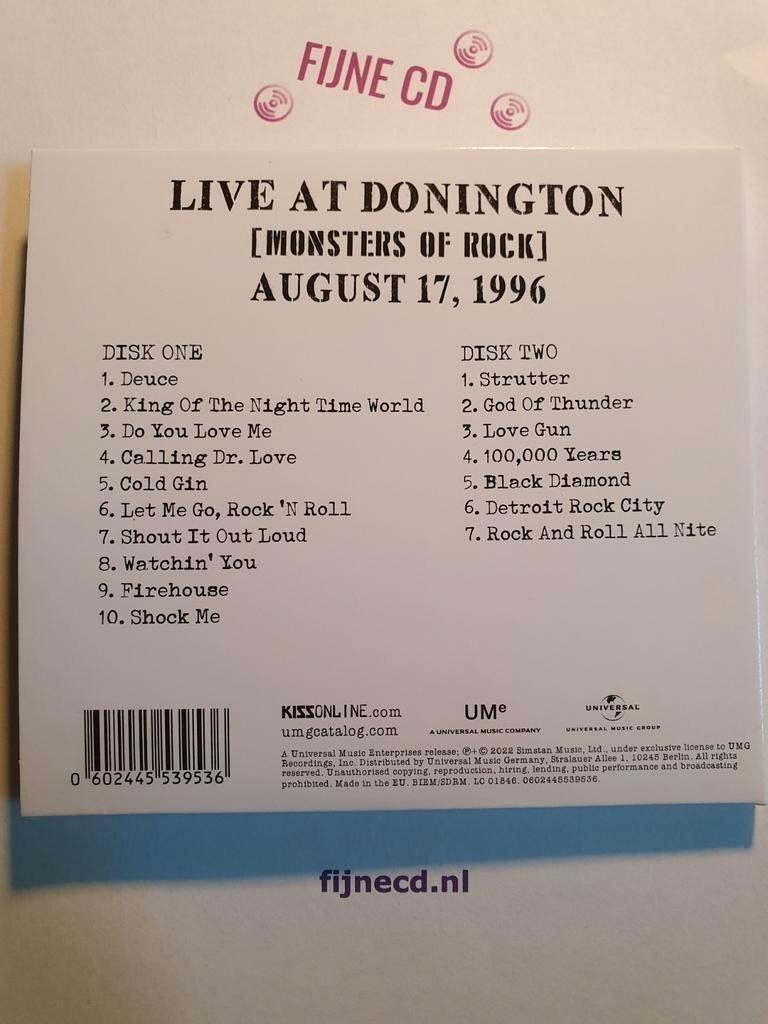 FIJNE CD
LIVE AT DONINGTON
[MONSTERS OF ROCK]
AUGUST 17, 1996
DISK ONE
1. Deuce
2. King Of The Night Time World
3. Do You Love Me
4. Calling Dr. Love
5. Cold Gin
6. Let Me Go, Rock 'N Roll
7. Shout It Out Loud
8. Watchin' You
9. Firehouse
10. Shock Me
DISK TWO
1. Strutter
2. God Of Thunder
3. Love Gun
4. 100,000 Years
5. Black Diamond
6. Detroit Rock City
7. Rock And Roll All Nite
0 602445 539536
KISSONLINE.com
umgcatalog.com
UMe
A UNIVERSAL MUSIC COMPANY
UNIVERSAL
UNIVERSAL MUSIC GROUP
A Universal Music Enterprises release; ℗+© 2022 Simstan Music, Ltd., under exclusive license to UMG
Recordings, Inc. Distributed by Universal Music Germany, Stralauer Allee 1, 10245 Berlin. All rights
reserved. Unauthorised copying, reproduction, hiring, lending, public performance and broadcasting
prohibited. Made in the EU. BIEM/SDRM. LC 01846. 0602445539536.
fijnecd.nl